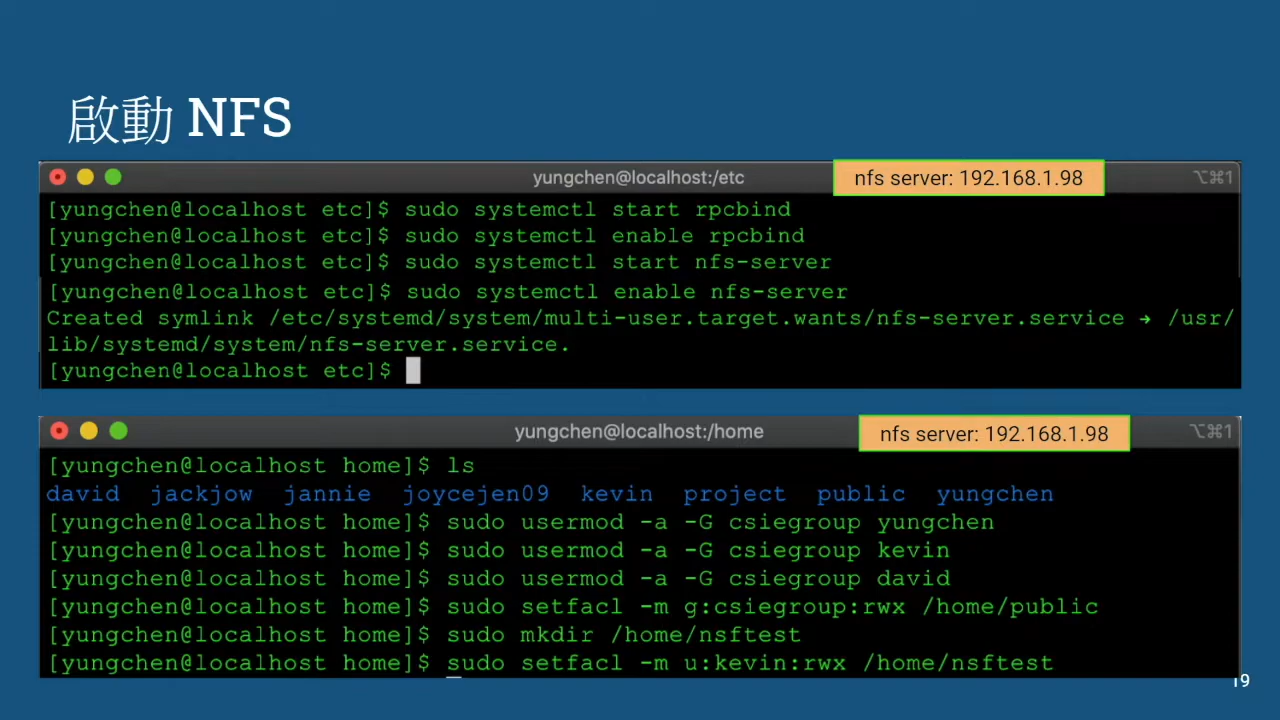 啟動 NFS
yungchen@localhost:/etc
nfs server: 192.168.1.98
⌥⌘1
[yungchen@localhost etc]$ sudo systemctl start rpcbind
[yungchen@localhost etc]$ sudo systemctl enable rpcbind
[yungchen@localhost etc]$ sudo systemctl start nfs-server
[yungchen@localhost etc]$ sudo systemctl enable nfs-server
Created symlink /etc/systemd/system/multi-user.target.wants/nfs-server.service → /usr/
lib/systemd/system/nfs-server.service.
[yungchen@localhost etc]$
yungchen@localhost:/home
nfs server: 192.168.1.98
⌥⌘1
[yungchen@localhost home]$ ls
david jackjow jannie joycejen09 kevin project public yungchen
[yungchen@localhost home]$ sudo usermod -a -G csiegroup yungchen
[yungchen@localhost home]$ sudo usermod -a -G csiegroup kevin
[yungchen@localhost home]$ sudo usermod -a -G csiegroup david
[yungchen@localhost home]$ sudo setfacl -m g:csiegroup:rwx /home/public
[yungchen@localhost home]$ sudo mkdir /home/nsftest
[yungchen@localhost home]$ sudo setfacl -m u:kevin:rwx /home/nsftest
19